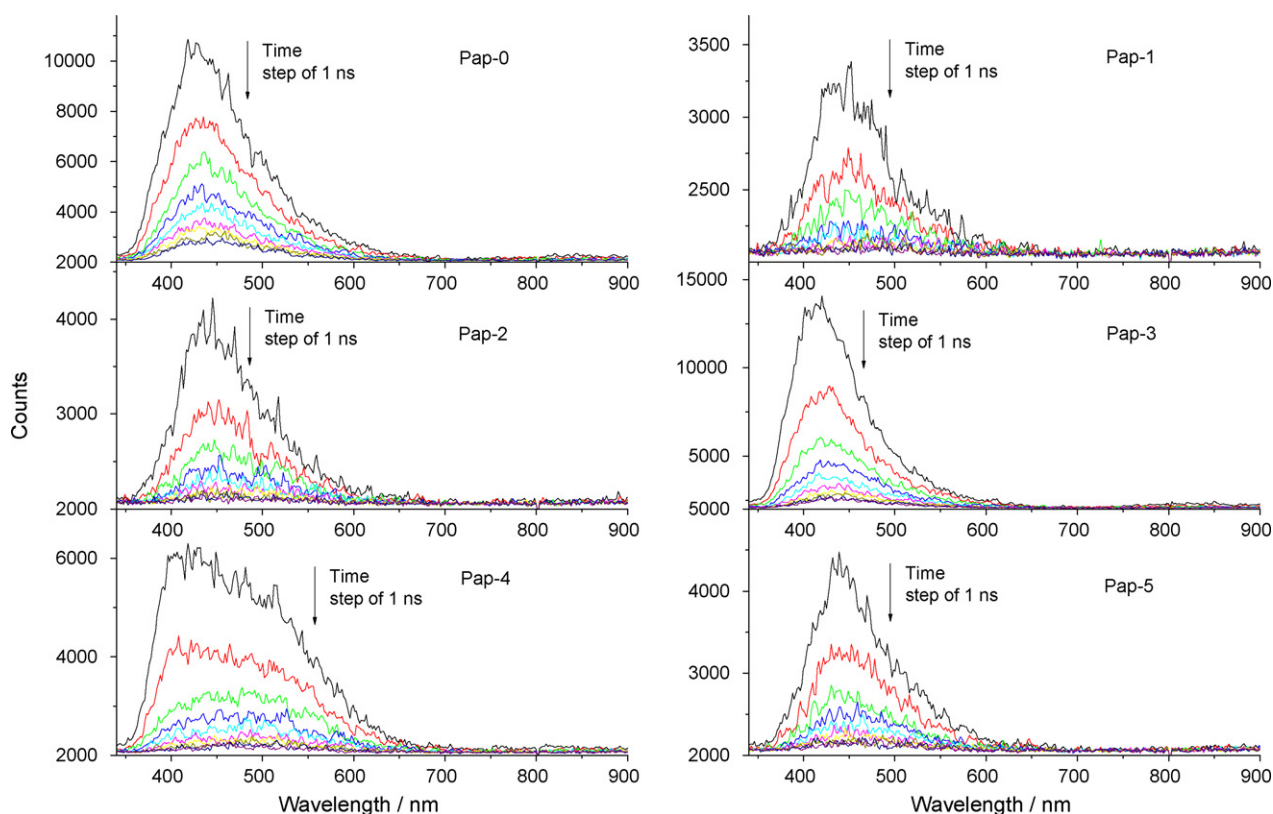 Pap-0
Time
step of 1 ns
10000
8000
6000
4000
2000
400 500 600 700 800 900
Pap-1
Time
step of 1 ns
3500
3000
2500
400 500 600 700 800 900
Pap-2
Time
step of 1 ns
4000
3000
2000
400 500 600 700 800 900
Pap-3
Time
step of 1 ns
15000
10000
5000
5000
400 500 600 700 800 900
Counts
Pap-4
Time
step of 1 ns
6000
4000
2000
400 500 600 700 800 900
Wavelength / nm
Pap-5
Time
step of 1 ns
4000
3000
2000
400 500 600 700 800 900
Wavelength / nm